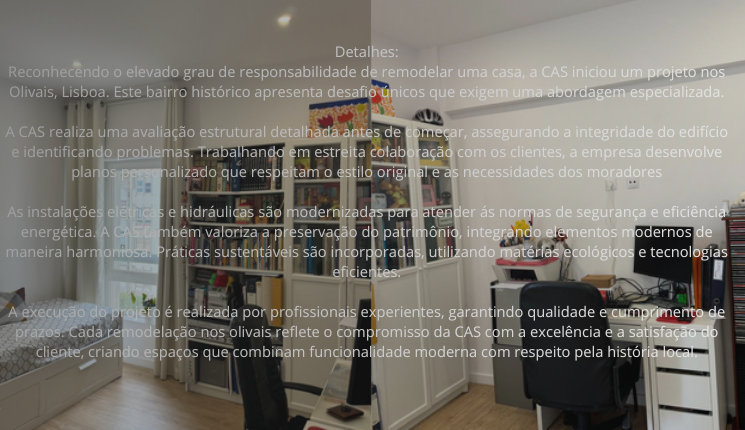 Detalhes:
Reconhecendo o elevado grau de responsabilidade de remodelar uma casa, a CAS iniciou um projeto nos
Olivais, Lisboa. Este bairro histórico apresenta desafio únicos que exigem uma abordagem especializada.
A CAS realiza uma avaliação estrutural detalhada antes de começar, assegurando a integridade do edifício
e identificando problemas. Trabalhando em estreita colaboração com os clientes, a empresa desenvolve
planos personalizado que respeitam o estilo original e as necessidades dos moradores
As instalações elétricas e hidráulicas são modernizadas para atender ás normas de segurança e eficiência
energética. A CAS também valoriza a preservação do patrimônio, integrando elementos modernos de
maneira harmoniosa. Práticas sustentáveis são incorporadas, utilizando matérias ecológicos e tecnologias
eficientes.
A execução do projeto é realizada por profissionais experientes, garantindo qualidade e cumprimento de
prazos. Cada remodelação nos olivais reflete o compromisso da CAS com a excelência e a satisfação do
cliente, criando espaços que combinam funcionalidade moderna com respeito pela história local.